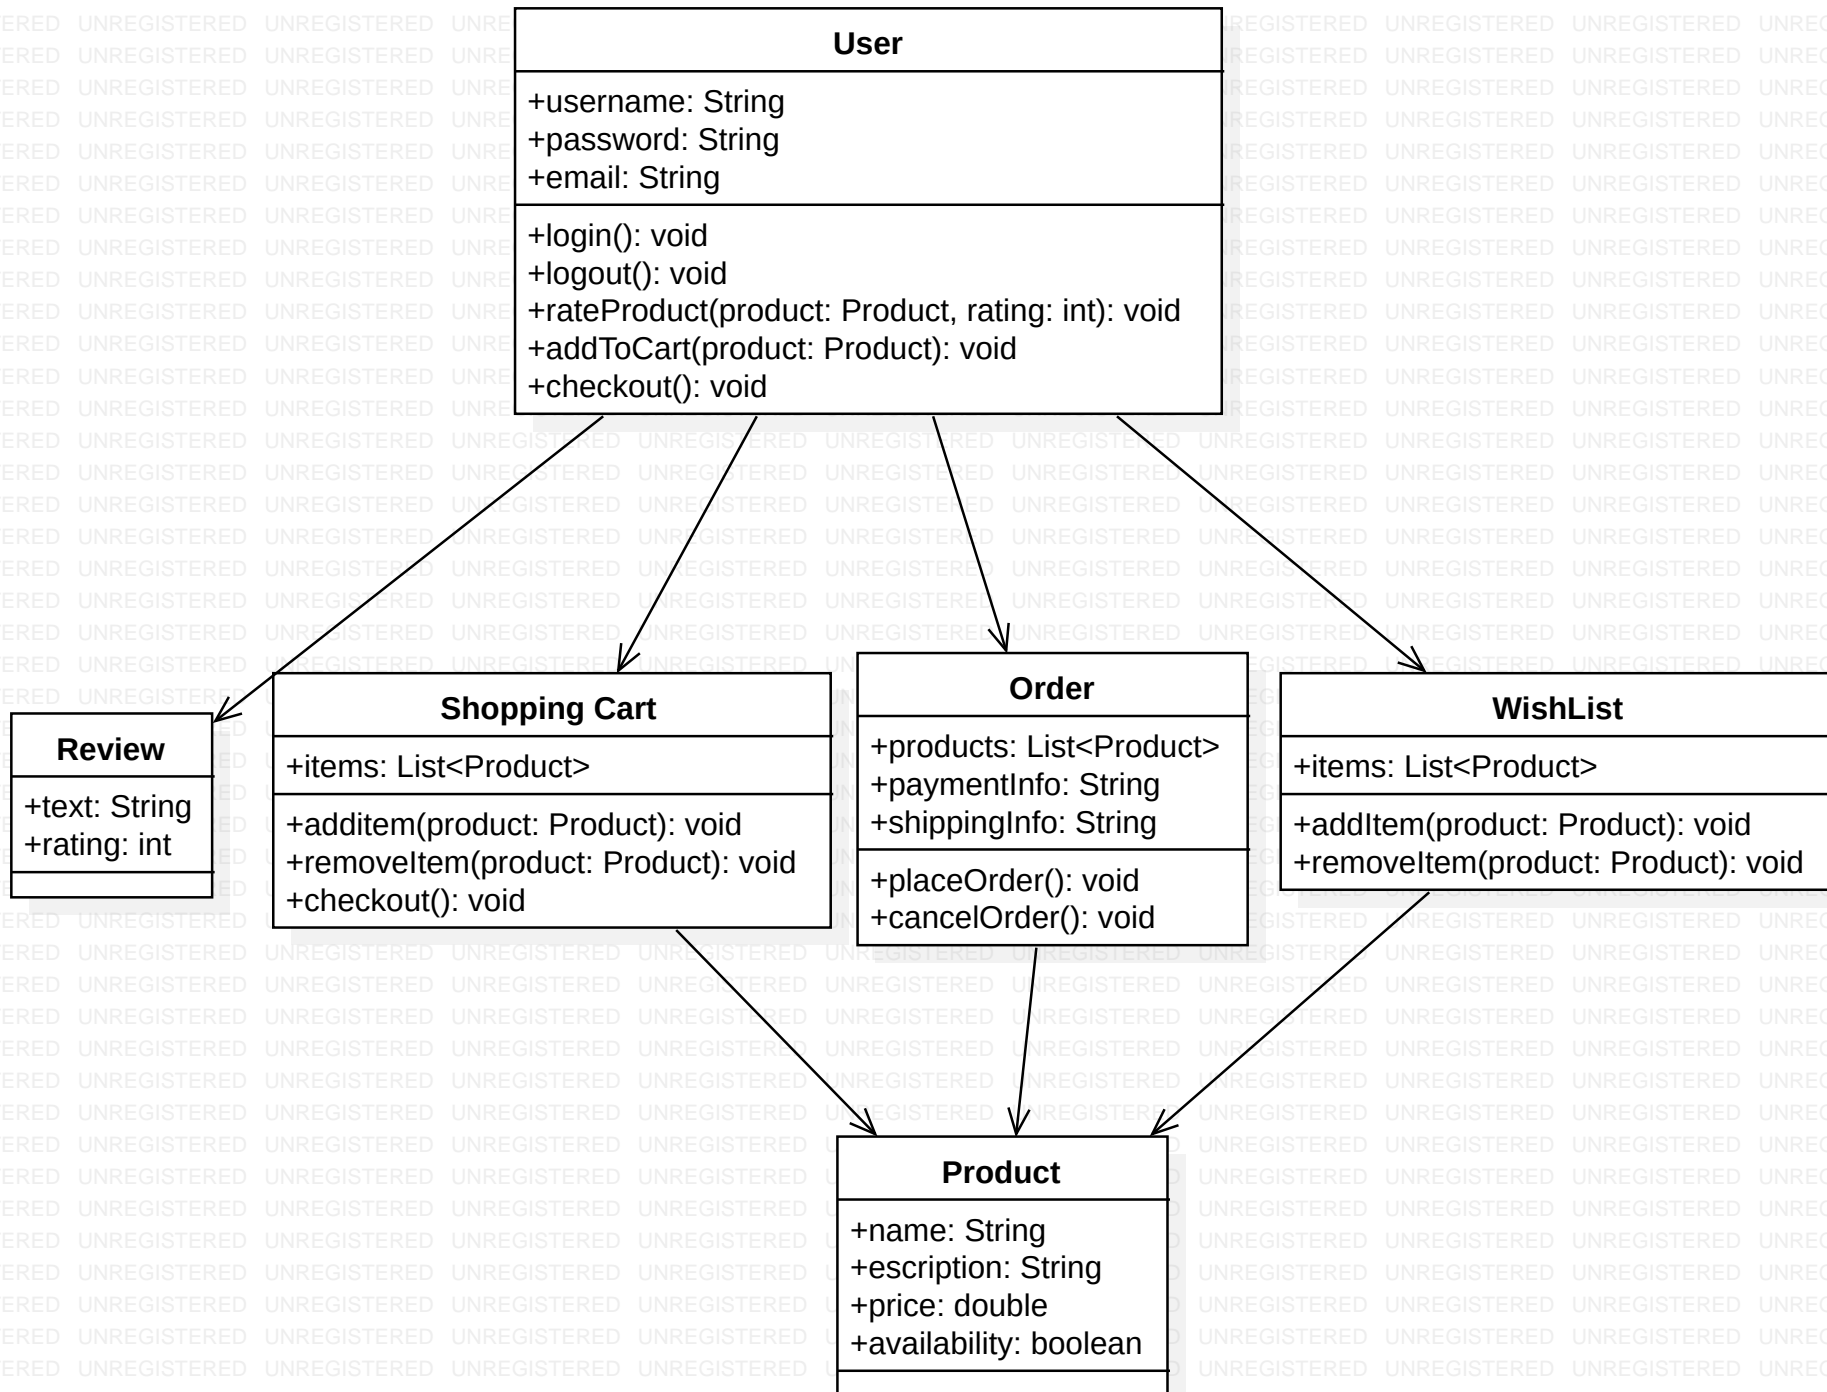 User
+username: String
+password: String
+email: String
+login(): void
+logout(): void
+rateProduct(product: Product, rating: int): void
+addToCart(product: Product): void
+checkout(): void
Review
+text: String
+rating: int
Shopping Cart
+items: List<Product>
+additem(product: Product): void
+removeItem(product: Product): void
+checkout(): void
Order
+products: List<Product>
+paymentInfo: String
+shippingInfo: String
+placeOrder(): void
+cancelOrder(): void
WishList
+items: List<Product>
+addItem(product: Product): void
+removeItem(product: Product): void
Product
+name: String
+escription: String
+price: double
+availability: boolean
UNREGISTERED